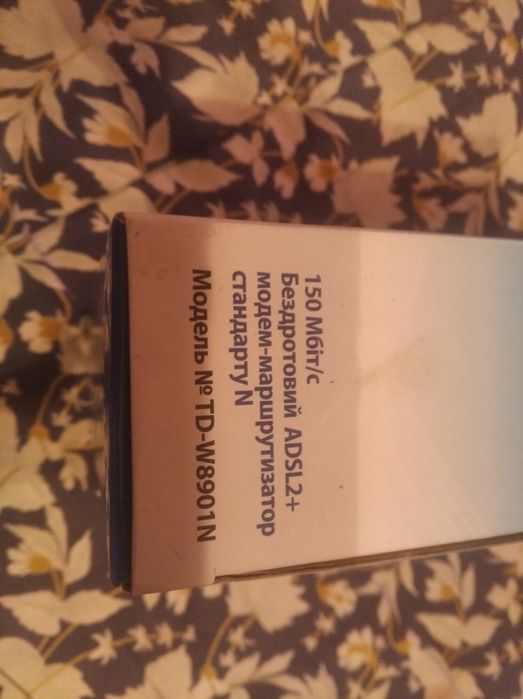 150 Мбіт/с
Бездротовий ADSL2+
модем-маршрутизатор
стандарту N
Модель № TD-W8901N